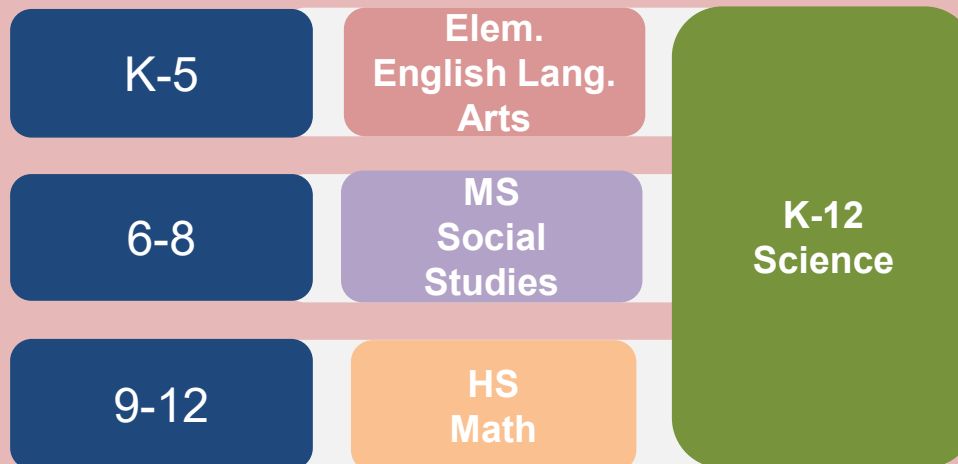 K-5
Elem.
English Lang.
Arts
6-8
MS
Social
Studies
9-12
HS
Math
K-12
Science